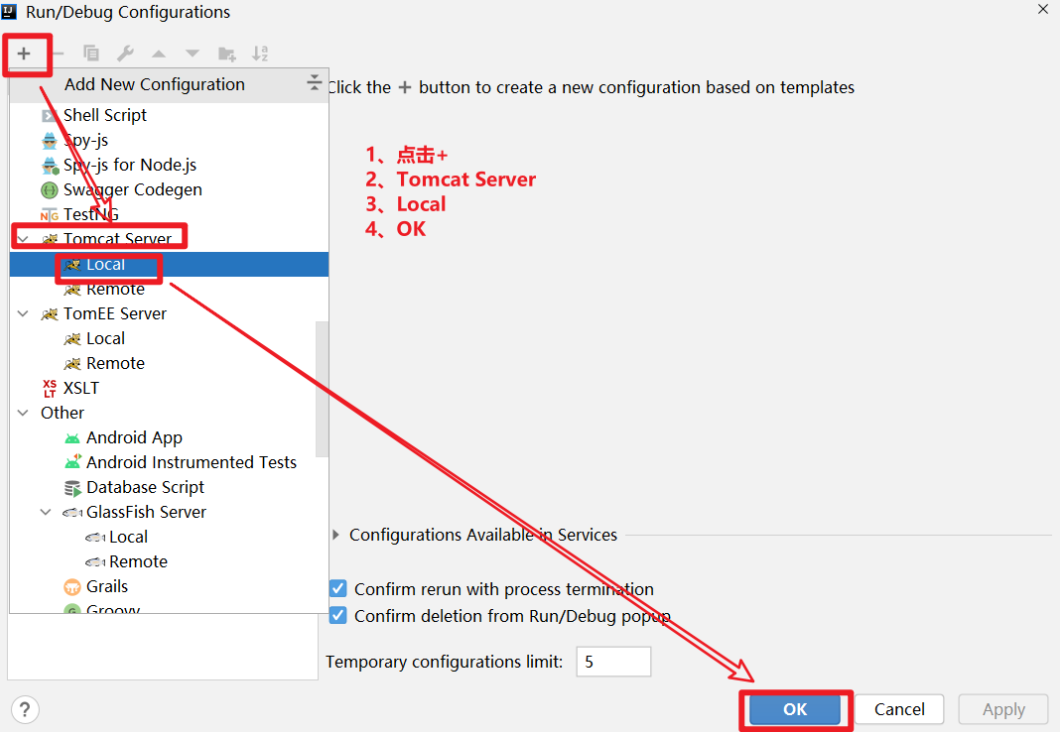 Run/Debug Configurations
Add New Configuration
Click the + button to create a new configuration based on templates
Shell Script
Spy-js
Spy-js for Node.js
Swagger Codegen
TestNG
Tomcat Server
Local
Remote
TomEE Server
Local
Remote
XSLT
Other
Android App
Android Instrumented Tests
Database Script
GlassFish Server
Local
Remote
Grails
Groovy
1、点击+
2、Tomcat Server
3、Local
4、OK
Configurations Available in Services
Confirm rerun with process termination
Confirm deletion from Run/Debug popup
Temporary configurations limit: 5
? OK Cancel Apply